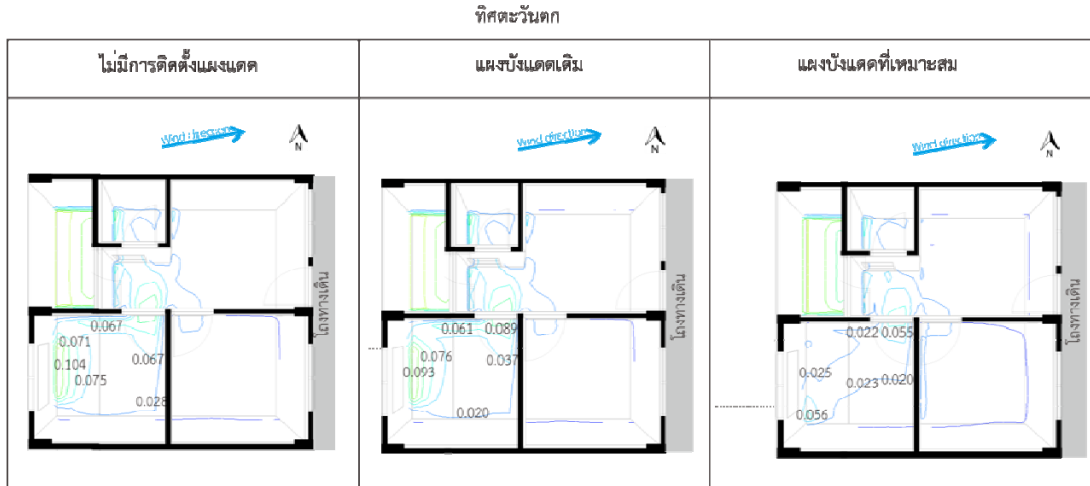 ทิศตะวันตก
ไม่มีการติดตั้งแผงแดด
แผงบังแดดเดิม
แผงบังแดดที่เหมาะสม
Wind direction
N
Wind direction
N
Wind direction
N
โถงทางเดิน
0.067
0.071
0.067
0.104
0.075
0.028
โถงทางเดิน
0.061 0.089
0.076
0.037
0.093
0.020
โถงทางเดิน
0.022 0.055
0.025
0.023 0.020
0.056